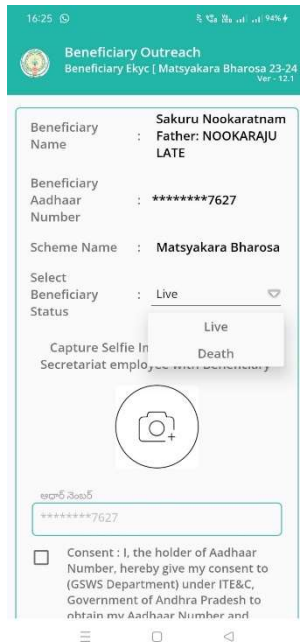 16:25 94%
Beneficiary Outreach
Beneficiary Ekyc [ Matsyakara Bharosa 23-24
Ver - 12.1
Beneficiary Name : Sakuru Nookaratnam
Father: NOOKARAJU
LATE
Beneficiary
Aadhaar : ********7627
Number
Scheme Name : Matsyakara Bharosa
Select
Beneficiary : Live
Status
Live
Death
Capture Selfie
Secretariat employee with Beneficiary
ఆధార్ నెంబర్
********7627
Consent : I, the holder of Aadhaar
Number, hereby give my consent to
(GSWS Department) under ITE&C,
Government of Andhra Pradesh to
obtain my Aadhaar Number and